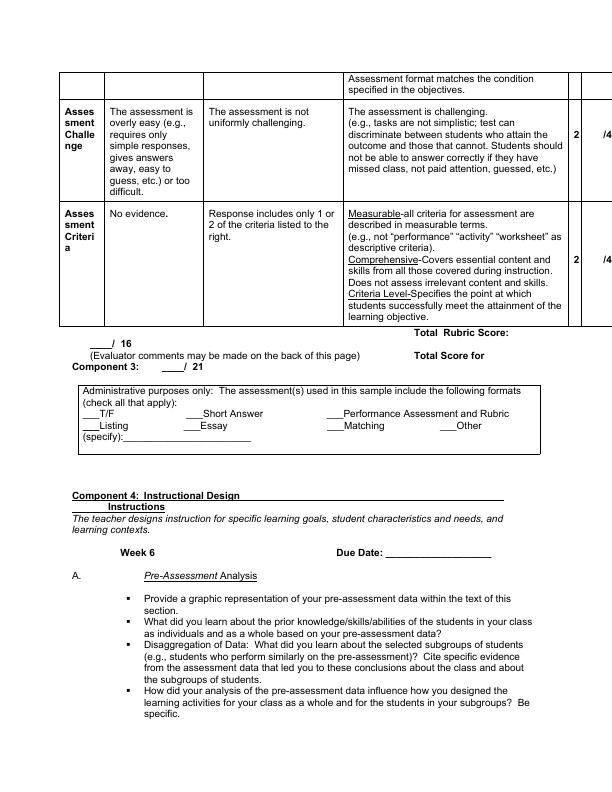 Assessment format matches the condition
specified in the objectives.
Asses
sment
Challe
nge
The assessment is
overly easy (e.g.,
requires only
simple responses,
gives answers
away, easy to
guess, etc.) or too
difficult.
The assessment is not
uniformly challenging.
The assessment is challenging.
(e.g., tasks are not simplistic; test can
discriminate between students who attain the
outcome and those that cannot. Students should
not be able to answer correctly if they have
missed class, not paid attention, guessed, etc.)
2
/4
Asses
sment
Criteri
a
No evidence.
Response includes only 1 or
2 of the criteria listed to the
right.
Measurable-all criteria for assessment are
described in measurable terms.
(e.g., not “performance” “activity” “worksheet” as
descriptive criteria).
Comprehensive-Covers essential content and
skills from all those covered during instruction.
Does not assess irrelevant content and skills.
Criteria Level-Specifies the point at which
students successfully meet the attainment of the
learning objective.
2
/4
Total Rubric Score:
____/ 16
(Evaluator comments may be made on the back of this page) Total Score for
Component 3: ____/ 21
Administrative purposes only: The assessment(s) used in this sample include the following formats
(check all that apply):
___T/F ___Short Answer ___Performance Assessment and Rubric
___Listing ___Essay ___Matching ___Other
(specify):_______________________
Component 4: Instructional Design
Instructions
The teacher designs instruction for specific learning goals, student characteristics and needs, and
learning contexts.
Week 6 Due Date: ___________________
A. Pre-Assessment Analysis
▪ Provide a graphic representation of your pre-assessment data within the text of this
section.
▪ What did you learn about the prior knowledge/skills/abilities of the students in your class
as individuals and as a whole based on your pre-assessment data?
▪ Disaggregation of Data: What did you learn about the selected subgroups of students
(e.g., students who perform similarly on the pre-assessment)? Cite specific evidence
from the assessment data that led you to these conclusions about the class and about
the subgroups of students.
▪ How did your analysis of the pre-assessment data influence how you designed the
learning activities for your class as a whole and for the students in your subgroups? Be
specific.